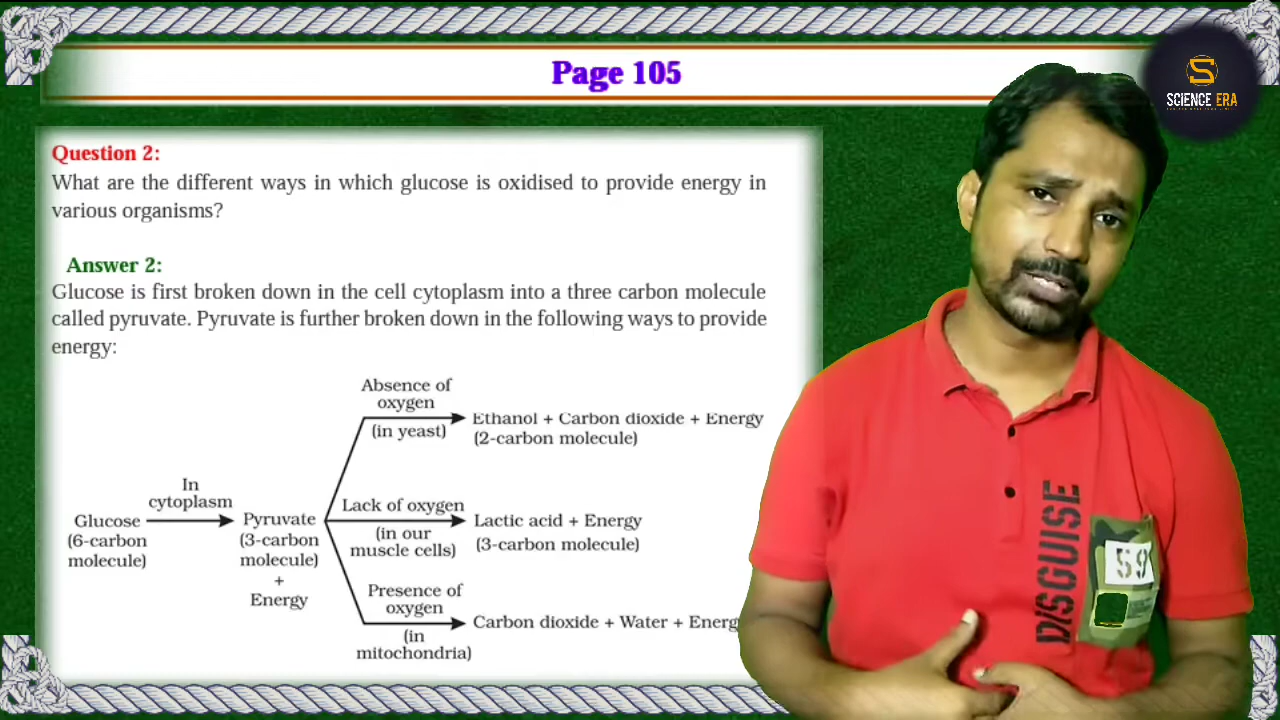 Page 105
SCIENCE ERA
Question 2:
What are the different ways in which glucose is oxidised to provide energy in
various organisms?
Answer 2:
Glucose is first broken down in the cell cytoplasm into a three carbon molecule
called pyruvate. Pyruvate is further broken down in the following ways to provide
energy:
Absence of
oxygen
(in yeast)
Ethanol + Carbon dioxide + Energy
(2-carbon molecule)
In
cytoplasm
Glucose
(6-carbon
molecule)
Pyruvate
(3-carbon
molecule)
+
Energy
Lack of oxygen
(in our
muscle cells)
Lactic acid + Energy
(3-carbon molecule)
Presence of
oxygen
(in
mitochondria)
Carbon dioxide + Water + Energ
DISGUISE
59